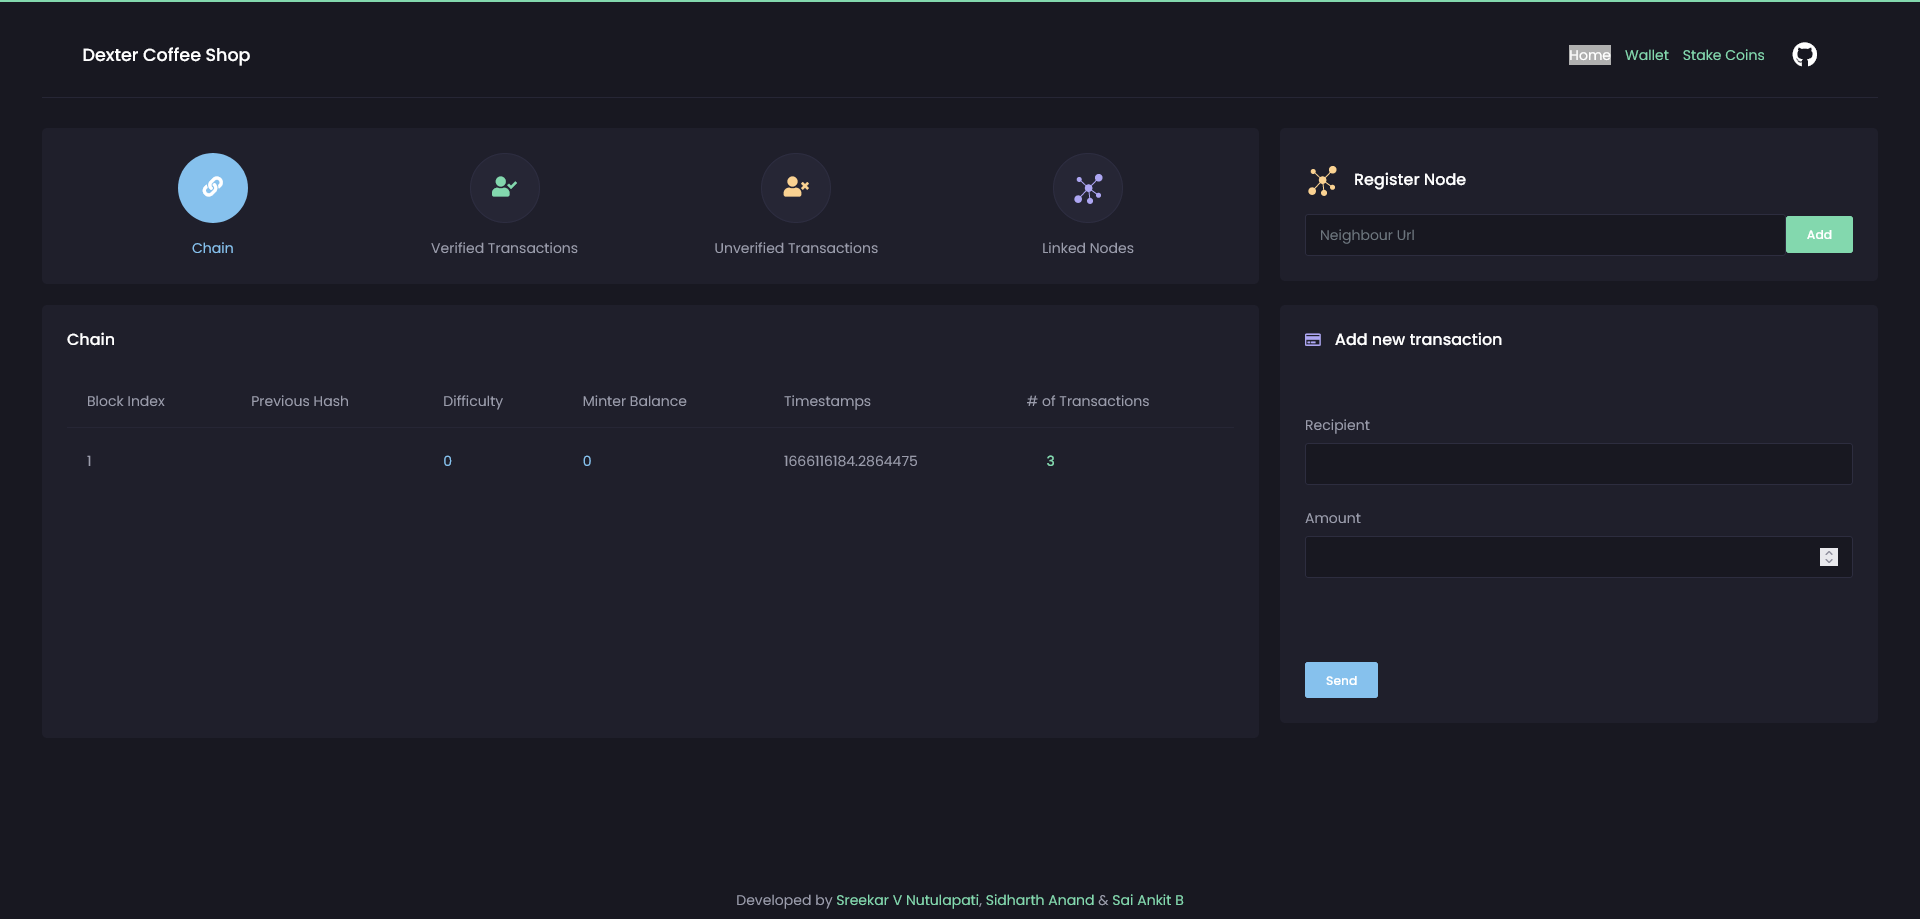 Dexter Coffee Shop
Home Wallet Stake Coins
Chain
Verified Transactions
Unverified Transactions
Linked Nodes
Register Node
Neighbour Url
Add
Chain
Block Index Previous Hash Difficulty Minter Balance Timestamps # of Transactions
1 0 0 1666116184.2864475 3
Add new transaction
Recipient
Amount
Send
Developed by Sreekar V Nutulapati, Sidharth Anand & Sai Ankit B